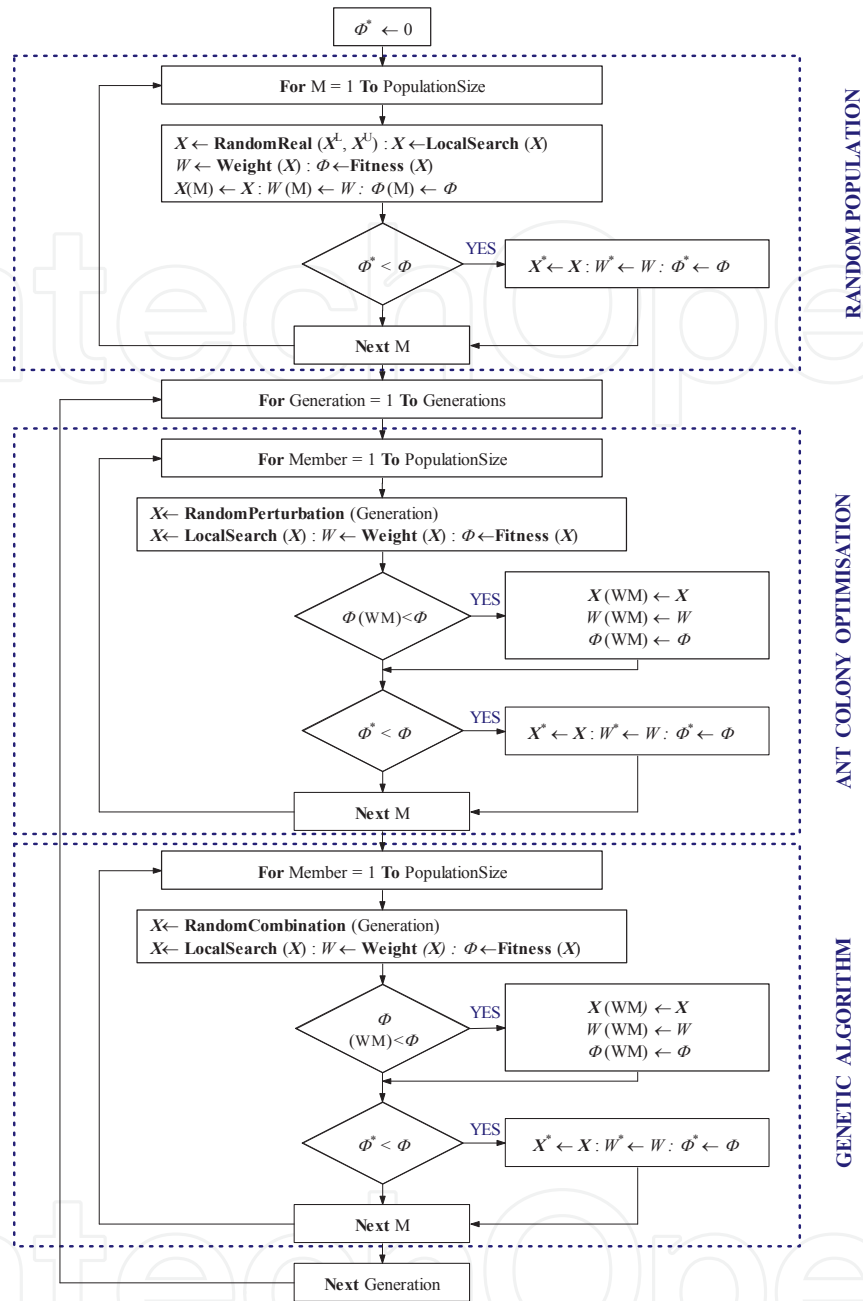 Φ* ← 0
For M = 1 To PopulationSize
X ← RandomReal (X^L, X^U) : X ←LocalSearch (X)
W ← Weight (X) : Φ ←Fitness (X)
X(M) ← X : W (M) ← W : Φ (M) ← Φ
Φ* < Φ
YES
X* ← X : W* ← W : Φ* ← Φ
Next M
RANDOM POPULATION
For Generation = 1 To Generations
For Member = 1 To PopulationSize
X← RandomPerturbation (Generation)
X← LocalSearch (X) : W ← Weight (X) : Φ ←Fitness (X)
Φ (WM) < Φ
YES
X (WM) ← X
W (WM) ← W
Φ (WM) ← Φ
Φ* < Φ
YES
X* ← X : W* ← W : Φ* ← Φ
Next M
ANT COLONY OPTIMISATION
For Member = 1 To PopulationSize
X← RandomCombination (Generation)
X← LocalSearch (X) : W ← Weight (X) : Φ ←Fitness (X)
Φ
(WM) < Φ
YES
X (WM) ← X
W (WM) ← W
Φ (WM) ← Φ
Φ* < Φ
YES
X* ← X : W* ← W : Φ* ← Φ
Next M
GENETIC ALGORITHM
Next Generation